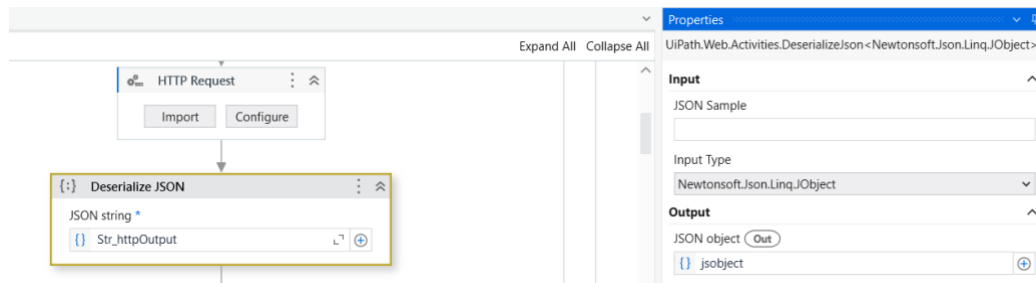 Properties
UiPath.Web.Activities.DeserializeJson<Newtonsoft.Json.Linq.JObject>
Expand All Collapse All
HTTP Request
Import Configure
{;} Deserialize JSON
JSON string *
{} Str_httpOutput
Input
JSON Sample
Input Type
Newtonsoft.Json.Linq.JObject
Output
JSON object Out
{} jsobject